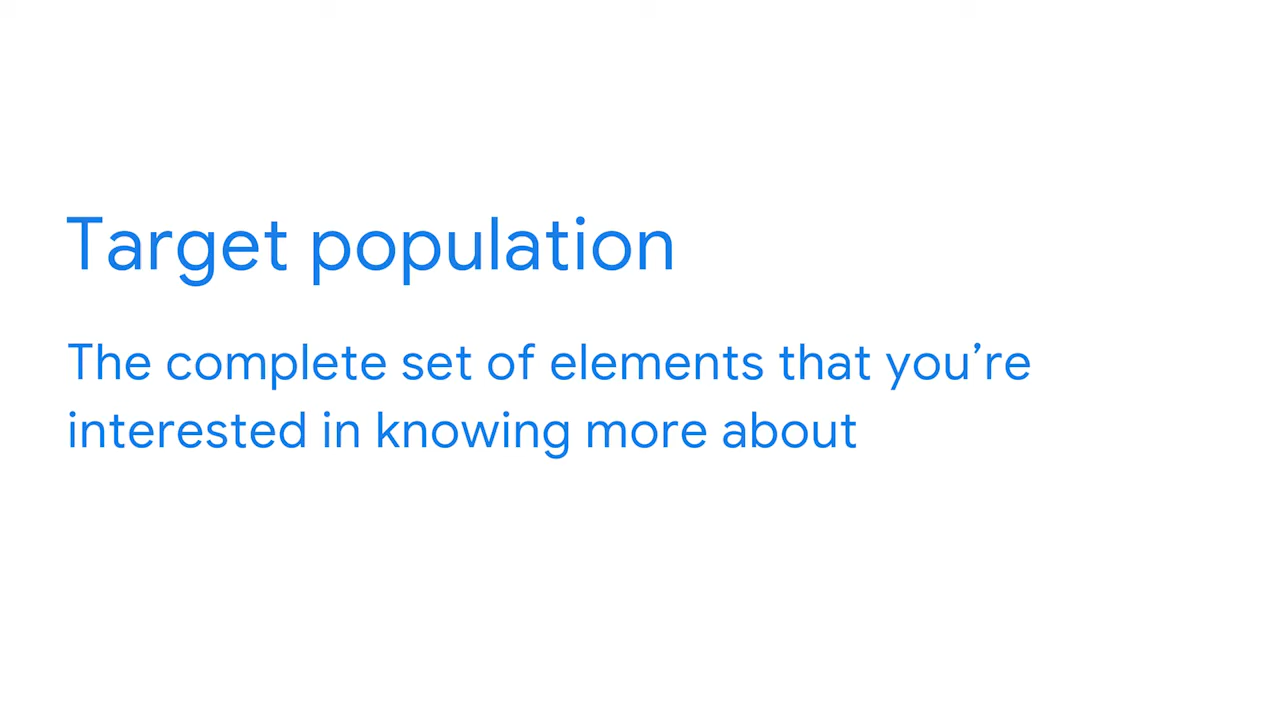 Target population
The complete set of elements that you’re
interested in knowing more about